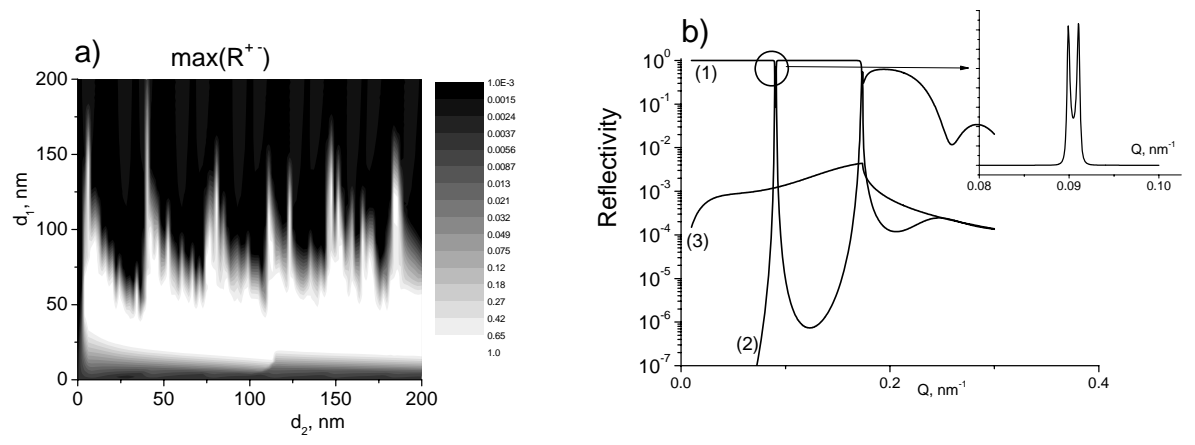 a)
max(R⁺⁻)
200
150
100
50
0
d₁, nm
0 50 100 150 200
d₂, nm
1.0E-3
0.0015
0.0024
0.0037
0.0056
0.0087
0.013
0.021
0.032
0.049
0.075
0.12
0.18
0.27
0.42
0.65
1.0
b)
Reflectivity
10⁰
10⁻¹
10⁻²
10⁻³
10⁻⁴
10⁻⁵
10⁻⁶
10⁻⁷
(1)
(3)
(2)
0.0 0.2 0.4
Q, nm⁻¹
Q, nm⁻¹
0.08 0.09 0.10